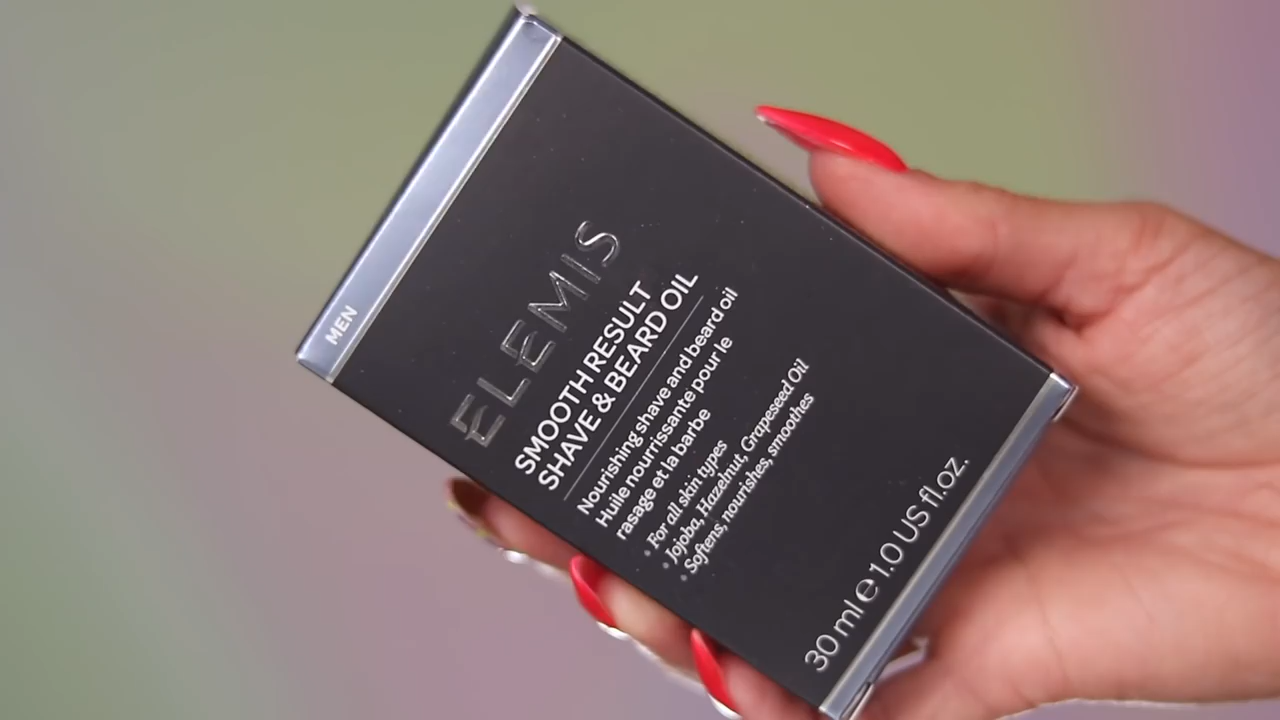 MEN
ELEMIS
SMOOTH RESULT
SHAVE & BEARD OIL
Nourishing shave and beard oil
Huile nourrissante pour le
rasage et la barbe
• For all skin types
• Jojoba, Hazelnut, Grapeseed Oil
• Softens, nourishes, smoothes
30 ml ℮ 1.0 US fl.oz.